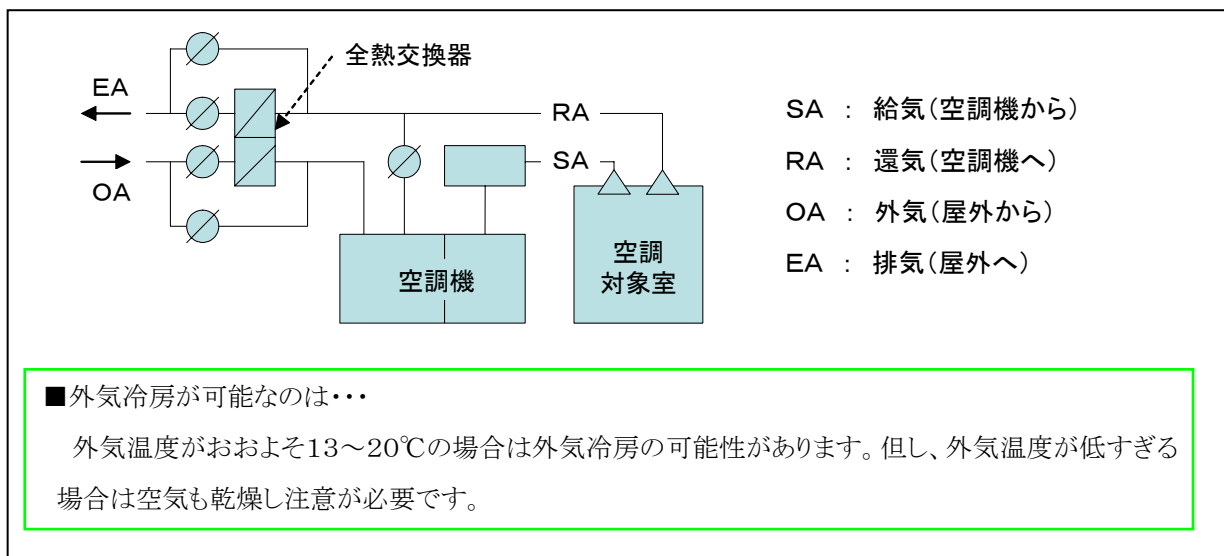 全熱交換器
EA
OA
RA
SA
空調機
空調
対象室
SA : 給気(空調機から)
RA : 還気(空調機へ)
OA : 外気(屋外から)
EA : 排気(屋外へ)
■外気冷房が可能なのは・・・
外気温度がおおよそ13~20℃の場合は外気冷房の可能性があります。但し、外気温度が低すぎる
場合は空気も乾燥し注意が必要です。